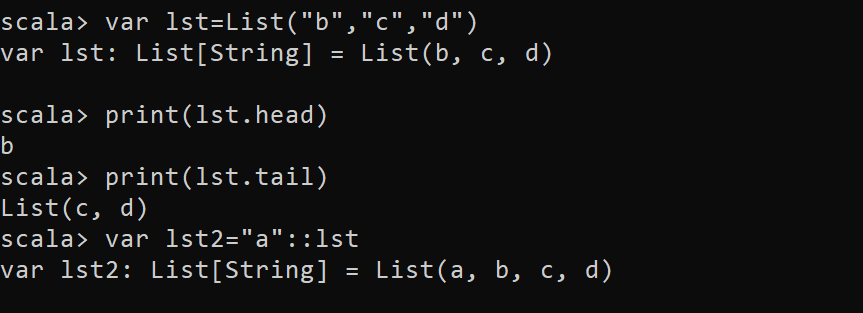 scala> var lst=List("b","c","d")
var lst: List[String] = List(b, c, d)
scala> print(lst.head)
b
scala> print(lst.tail)
List(c, d)
scala> var lst2="a"::lst
var lst2: List[String] = List(a, b, c, d)